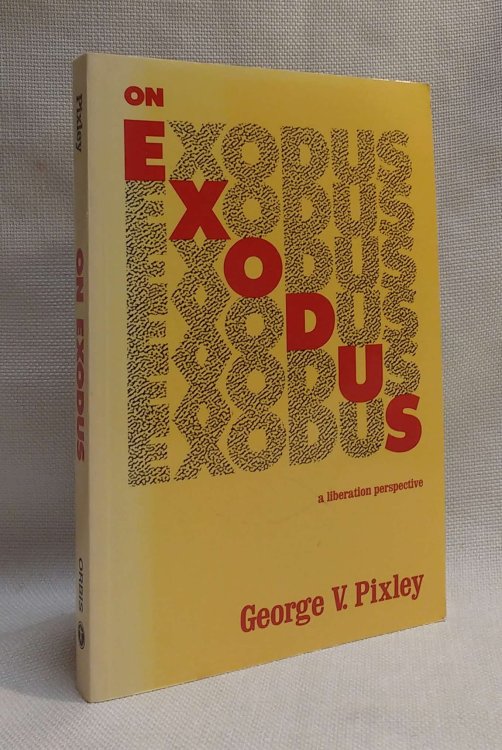 ON
EXODUS
EXODUS
EXODUS
EXODUS
EXODUS
EXODUS
a liberation perspective
George V. Pixley
Pixley
ON EXODUS
ORBIS